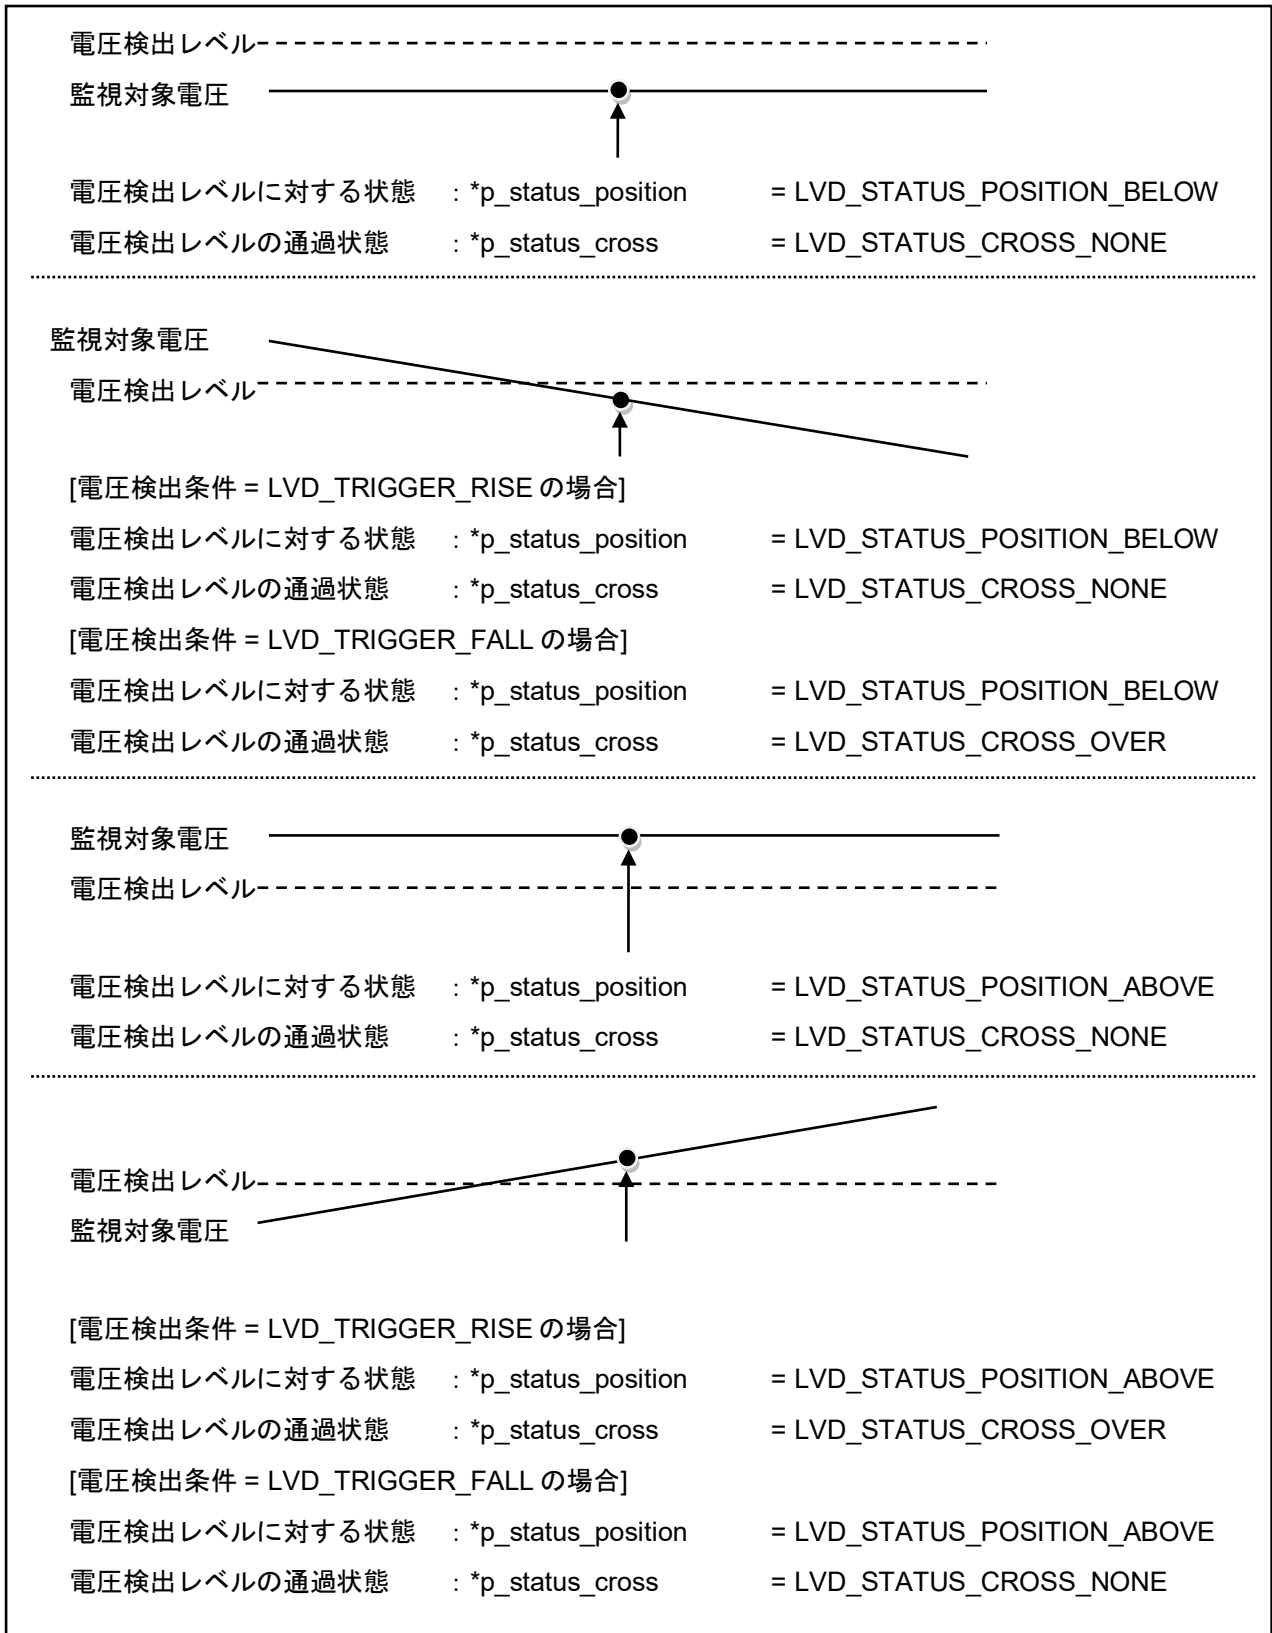 電圧検出レベル
監視対象電圧
電圧検出レベルに対する状態 : *p_status_position = LVD_STATUS_POSITION_BELOW
電圧検出レベルの通過状態 : *p_status_cross = LVD_STATUS_CROSS_NONE
監視対象電圧
電圧検出レベル
[電圧検出条件 = LVD_TRIGGER_RISE の場合]
電圧検出レベルに対する状態 : *p_status_position = LVD_STATUS_POSITION_BELOW
電圧検出レベルの通過状態 : *p_status_cross = LVD_STATUS_CROSS_NONE
[電圧検出条件 = LVD_TRIGGER_FALL の場合]
電圧検出レベルに対する状態 : *p_status_position = LVD_STATUS_POSITION_BELOW
電圧検出レベルの通過状態 : *p_status_cross = LVD_STATUS_CROSS_OVER
監視対象電圧
電圧検出レベル
電圧検出レベルに対する状態 : *p_status_position = LVD_STATUS_POSITION_ABOVE
電圧検出レベルの通過状態 : *p_status_cross = LVD_STATUS_CROSS_NONE
電圧検出レベル
監視対象電圧
[電圧検出条件 = LVD_TRIGGER_RISE の場合]
電圧検出レベルに対する状態 : *p_status_position = LVD_STATUS_POSITION_ABOVE
電圧検出レベルの通過状態 : *p_status_cross = LVD_STATUS_CROSS_OVER
[電圧検出条件 = LVD_TRIGGER_FALL の場合]
電圧検出レベルに対する状態 : *p_status_position = LVD_STATUS_POSITION_ABOVE
電圧検出レベルの通過状態 : *p_status_cross = LVD_STATUS_CROSS_NONE